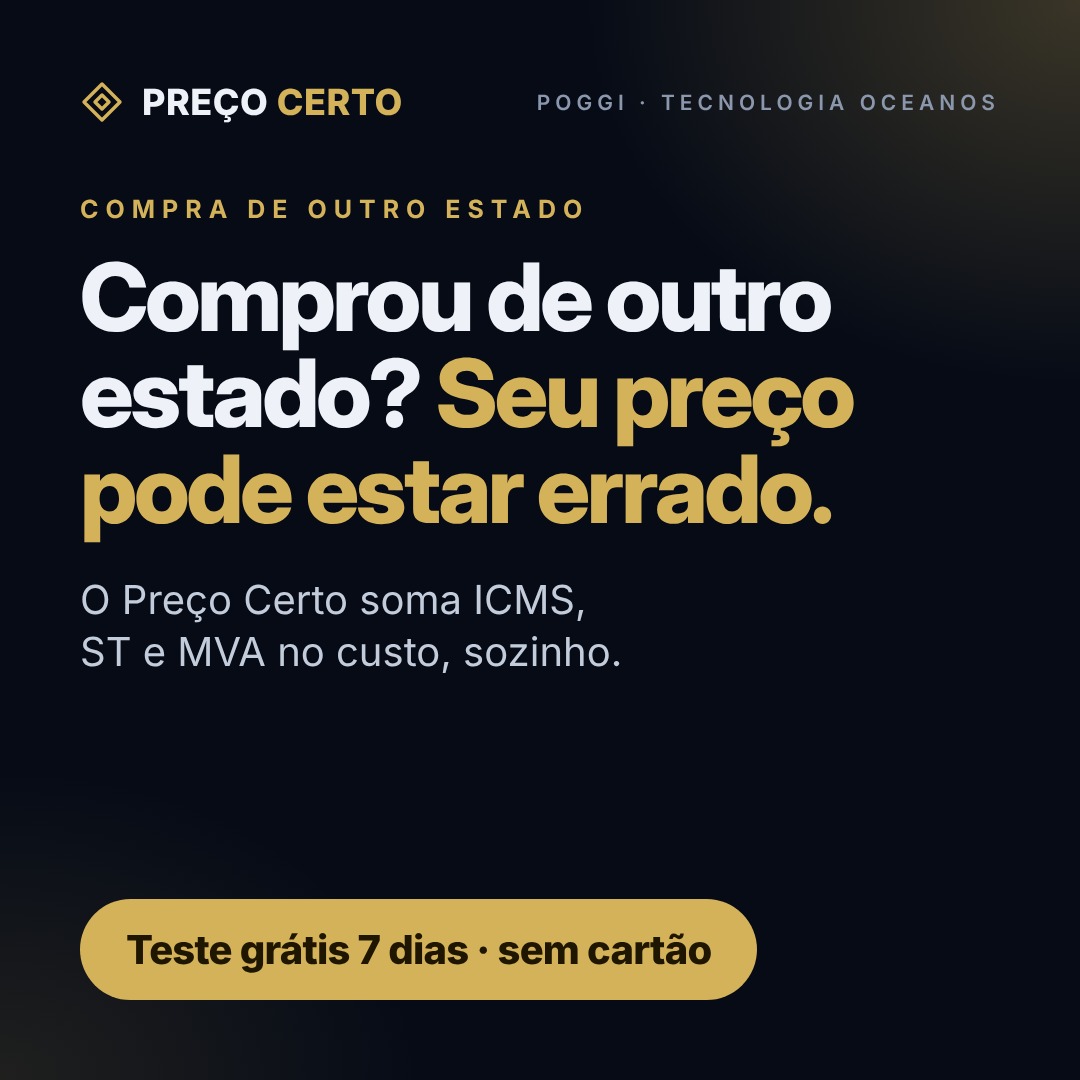 PREÇO CERTO
POGGI · TECNOLOGIA OCEANOS
COMPRA DE OUTRO ESTADO
Comprou de outro
estado? Seu preço
pode estar errado.
O Preço Certo soma ICMS,
ST e MVA no custo, sozinho.
Teste grátis 7 dias · sem cartão